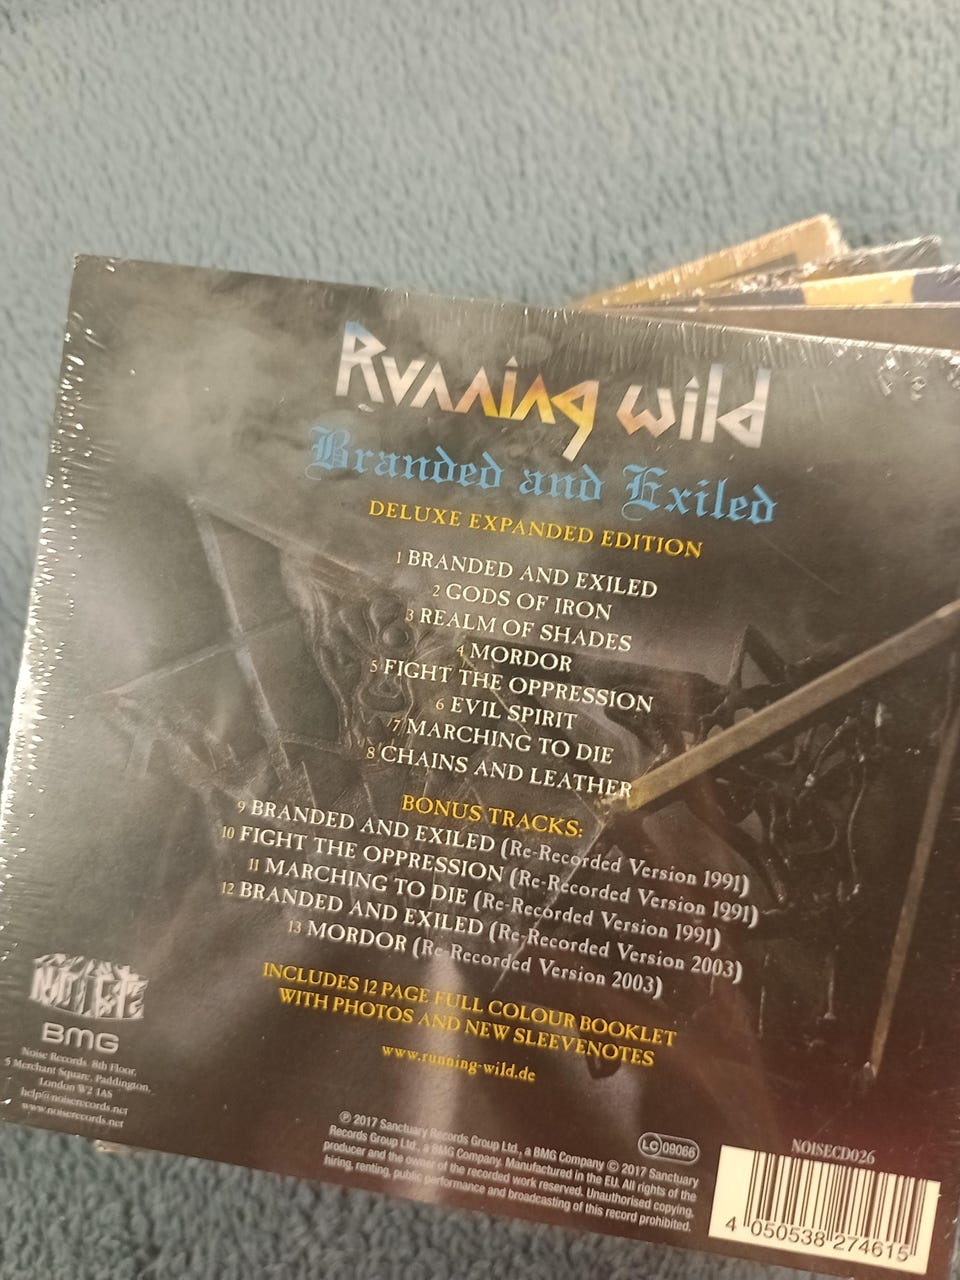 Running Wild
Branded and Exiled
DELUXE EXPANDED EDITION
1 BRANDED AND EXILED
2 GODS OF IRON
3 REALM OF SHADES
4 MORDOR
5 FIGHT THE OPPRESSION
6 EVIL SPIRIT
7 MARCHING TO DIE
8 CHAINS AND LEATHER
BONUS TRACKS:
9 BRANDED AND EXILED (Re-Recorded Version 1991)
10 FIGHT THE OPPRESSION (Re-Recorded Version 1991)
11 MARCHING TO DIE (Re-Recorded Version 1991)
12 BRANDED AND EXILED (Re-Recorded Version 2003)
13 MORDOR (Re-Recorded Version 2003)
INCLUDES 12 PAGE FULL COLOUR BOOKLET
WITH PHOTOS AND NEW SLEEVENOTES
www.running-wild.de
NOISE
BMG
Noise Records 8th Floor,
5 Merchant Square, Paddington,
London W2 1AS
help@noiserecords.net
www.noiserecords.net
℗ 2017 Sanctuary Records Group Ltd., a BMG Company © 2017 Sanctuary
Records Group Ltd., a BMG Company. Manufactured in the EU. All rights of the
producer and the owner of the recorded work reserved. Unauthorised copying,
hiring, renting, public performance and broadcasting of this record prohibited.
LC 09066
NOISECD026
4 050538 274615